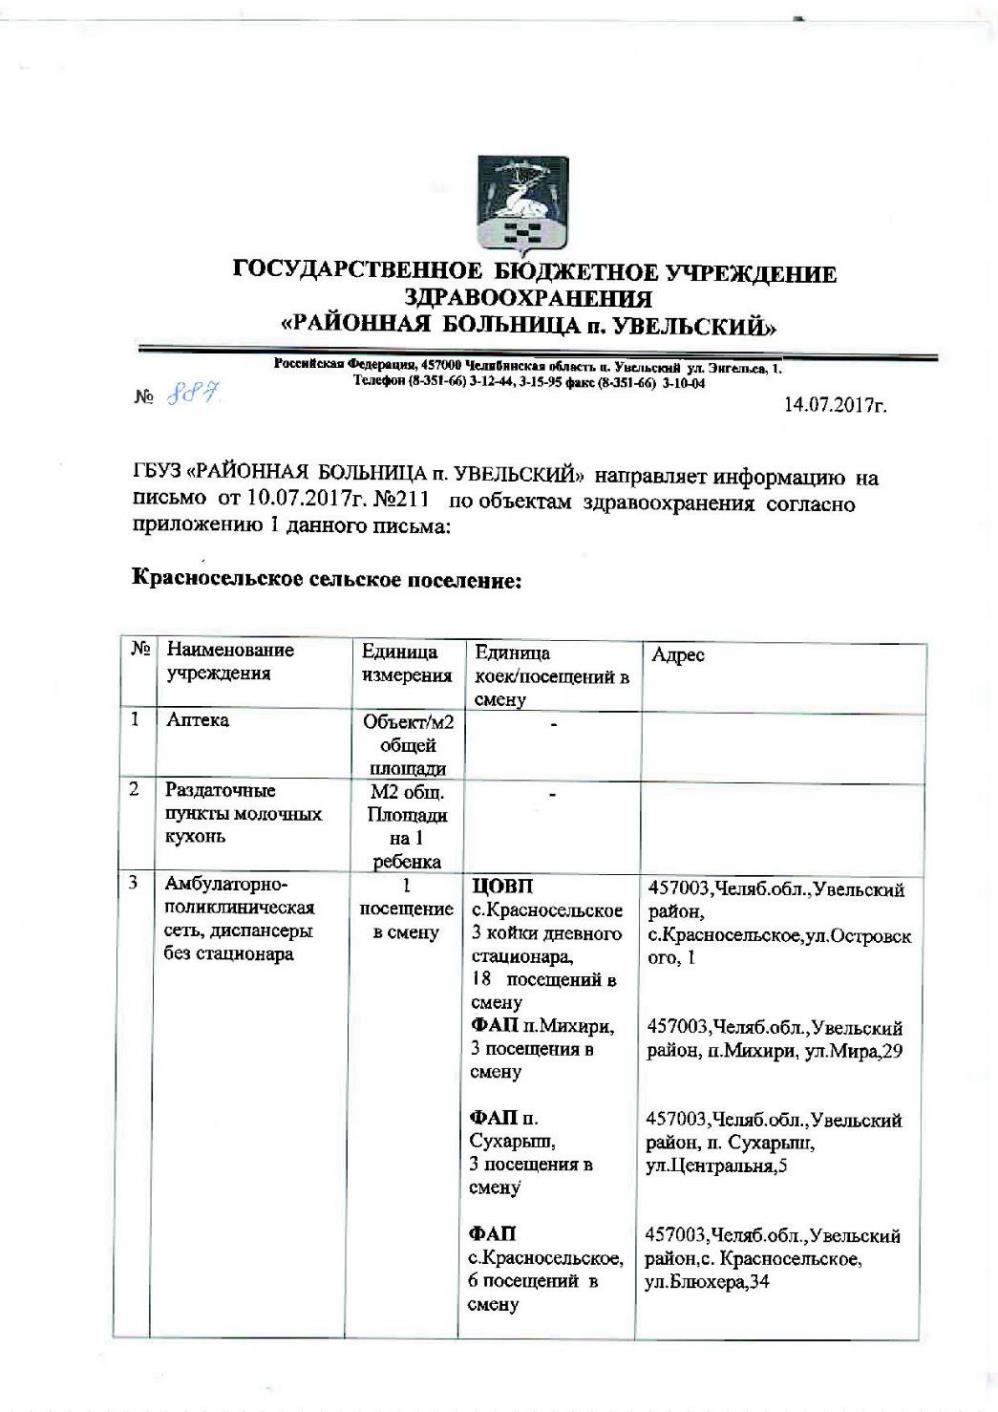 ГОСУДАРСТВЕННОЕ БЮДЖЕТНОЕ УЧРЕЖДЕНИЕ
ЗДРАВООХРАНЕНИЯ
«РАЙОННАЯ БОЛЬНИЦА п. УВЕЛЬСКИЙ»
Российская Федерация, 457000 Челябинская область п. Увельский ул. Энгельса, 1.
Телефон (8-351-66) 3-12-44, 3-15-95 факс (8-351-66) 3-10-04
№ 887
14.07.2017г.
ГБУЗ «РАЙОННАЯ БОЛЬНИЦА п. УВЕЛЬСКИЙ» направляет информацию на
письмо от 10.07.2017г. №211 по объектам здравоохранения согласно
приложению 1 данного письма:
Красносельское сельское поселение:
№
Наименование
учреждения
Единица
измерения
Единица
коек/посещений в
смену
Адрес
1
Аптека
Объект/м2
общей
площади
-
2
Раздаточные
пункты молочных
кухонь
М2 общ.
Площади
на 1
ребенка
-
3
Амбулаторно-
поликлиническая
сеть, диспансеры
без стационара
1
посещение
в смену
ЦОВП
с.Красносельское
3 койки дневного
стационара,
18 посещений в
смену
457003,Челяб.обл.,Увельский
район,
с.Красносельское,ул.Островск
ого, 1
ФАП п.Михири,
3 посещения в
смену
457003,Челяб.обл.,Увельский
район, п.Михири, ул.Мира,29
ФАП п.
Сухарыш,
3 посещения в
смену
457003,Челяб.обл.,Увельский
район, п. Сухарыш,
ул.Центральня,5
ФАП
с.Красносельское,
6 посещений в
смену
457003,Челяб.обл.,Увельский
район,с. Красносельское,
ул.Блюхера,34